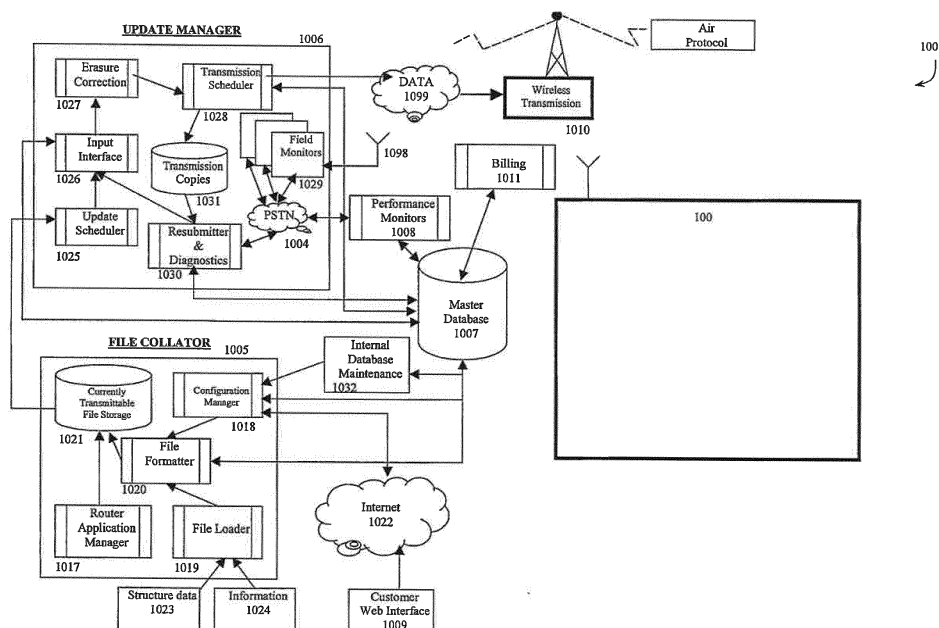 UPDATE MANAGER
1006
Air
Protocol
100
Erasure
Correction
1027
Transmission
Scheduler
1028
DATA
1099
Wireless
Transmission
1010
Input
Interface
1026
Transmission
Copies
1031
Field
Monitors
1029
1098
Billing
1011
Update
Scheduler
1025
Resubmitter
&
Diagnostics
1030
PSTN
1004
Performance
Monitors
1008
100
Master
Database
1007
FILE COLLATOR
1005
Internal
Database
Maintenance
1032
Currently
Transmittable
File Storage
1021
Configuration
Manager
1018
File
Formatter
1020
Router
Application
Manager
1017
File Loader
1019
Internet
1022
Structure data
1023
Information
1024
Customer
Web Interface
1009